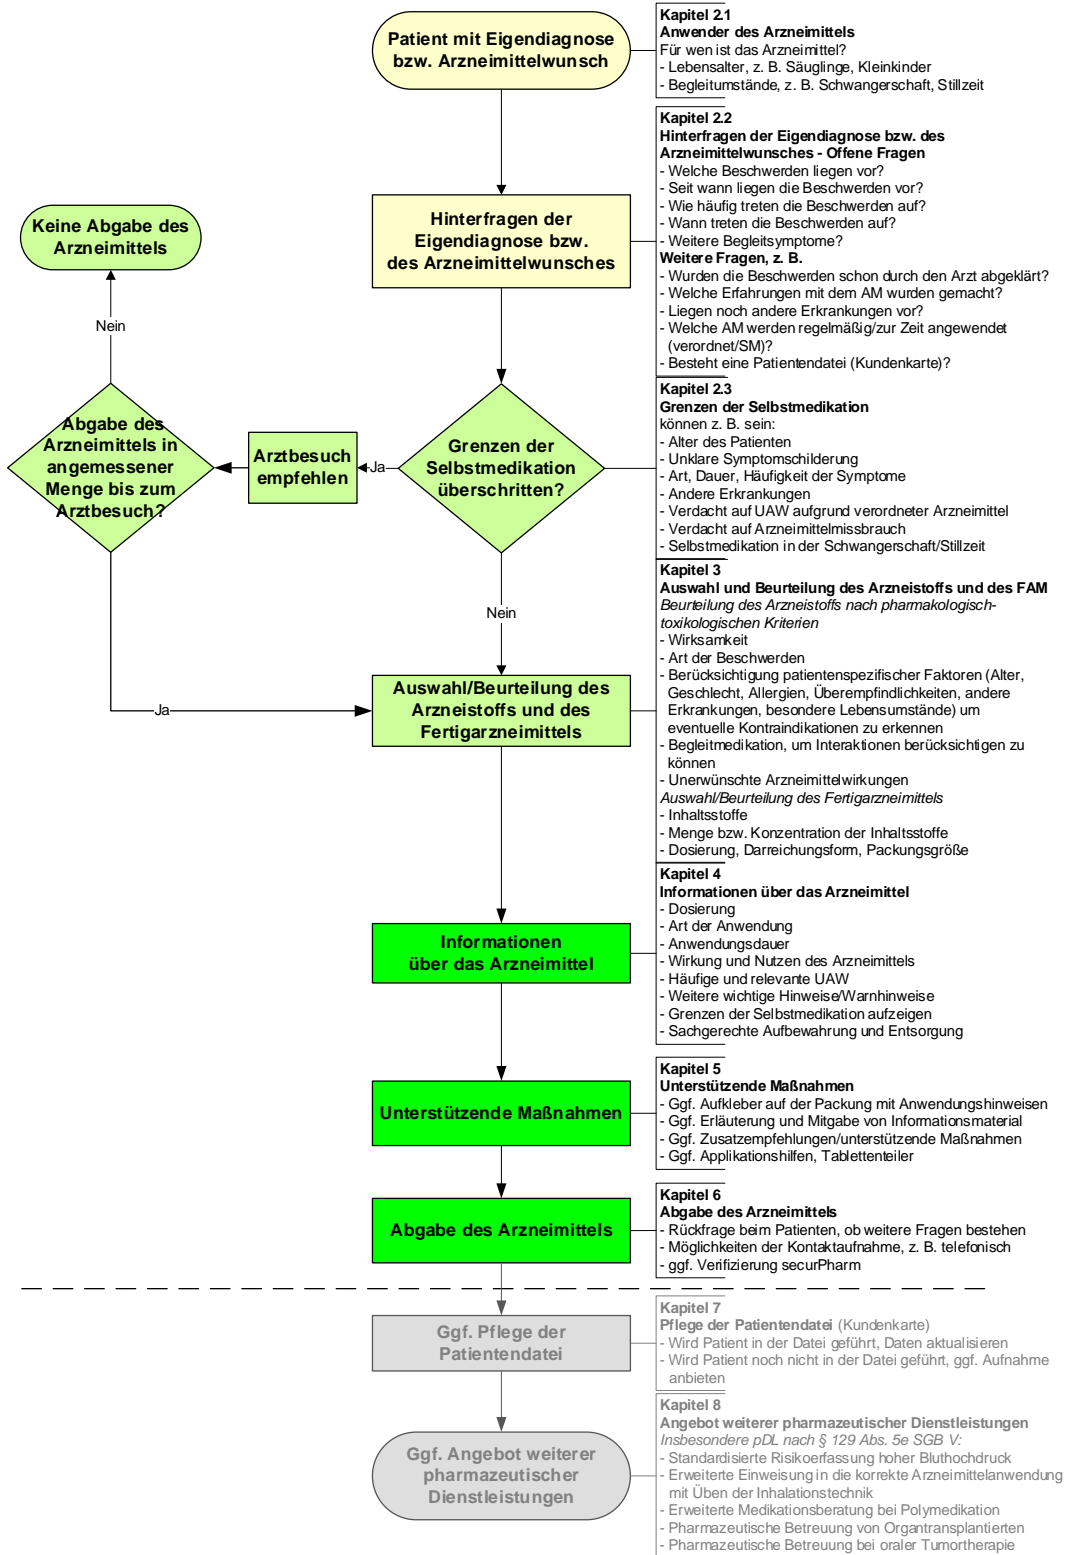 Patient mit Eigendiagnose
bzw. Arzneimittelwunsch
Kapitel 2.1
Anwender des Arzneimittels
Für wen ist das Arzneimittel?
- Lebensalter, z. B. Säuglinge, Kleinkinder
- Begleitumstände, z. B. Schwangerschaft, Stillzeit
Hinterfragen der
Eigendiagnose bzw.
des Arzneimittelwunsches
Kapitel 2.2
Hinterfragen der Eigendiagnose bzw. des
Arzneimittelwunsches - Offene Fragen
- Welche Beschwerden liegen vor?
- Seit wann liegen die Beschwerden vor?
- Wie häufig treten die Beschwerden auf?
- Wann treten die Beschwerden auf?
- Weitere Begleitsymptome?
Weitere Fragen, z. B.
- Wurden die Beschwerden schon durch den Arzt abgeklärt?
- Welche Erfahrungen mit dem AM wurden gemacht?
- Liegen noch andere Erkrankungen vor?
- Welche AM werden regelmäßig/zur Zeit angewendet
(verordnet/SM)?
- Besteht eine Patientendatei (Kundenkarte)?
Keine Abgabe des
Arzneimittels
Nein
Abgabe des
Arzneimittels in
angemessener
Menge bis zum
Arztbesuch?
Arztbesuch
empfehlen
Ja
Grenzen der
Selbstmedikation
überschritten?
Kapitel 2.3
Grenzen der Selbstmedikation
können z. B. sein:
- Alter des Patienten
- Unklare Symptomschilderung
- Art, Dauer, Häufigkeit der Symptome
- Andere Erkrankungen
- Verdacht auf UAW aufgrund verordneter Arzneimittel
- Verdacht auf Arzneimittelmissbrauch
- Selbstmedikation in der Schwangerschaft/Stillzeit
Nein
Ja
Auswahl/Beurteilung des
Arzneistoffs und des
Fertigarzneimittels
Kapitel 3
Auswahl und Beurteilung des Arzneistoffs und des FAM
Beurteilung des Arzneistoffs nach pharmakologisch-
toxikologischen Kriterien
- Wirksamkeit
- Art der Beschwerden
- Berücksichtigung patientenspezifischer Faktoren (Alter,
Geschlecht, Allergien, Überempfindlichkeiten, andere
Erkrankungen, besondere Lebensumstände) um
eventuelle Kontraindikationen zu erkennen
- Begleitmedikation, um Interaktionen berücksichtigen zu
können
- Unerwünschte Arzneimittelwirkungen
Auswahl/Beurteilung des Fertigarzneimittels
- Inhaltsstoffe
- Menge bzw. Konzentration der Inhaltsstoffe
- Dosierung, Darreichungsform, Packungsgröße
Informationen
über das Arzneimittel
Kapitel 4
Informationen über das Arzneimittel
- Dosierung
- Art der Anwendung
- Anwendungsdauer
- Wirkung und Nutzen des Arzneimittels
- Häufige und relevante UAW
- Weitere wichtige Hinweise/Warnhinweise
- Grenzen der Selbstmedikation aufzeigen
- Sachgerechte Aufbewahrung und Entsorgung
Unterstützende Maßnahmen
Kapitel 5
Unterstützende Maßnahmen
- Ggf. Aufkleber auf der Packung mit Anwendungshinweisen
- Ggf. Erläuterung und Mitgabe von Informationsmaterial
- Ggf. Zusatzempfehlungen/unterstützende Maßnahmen
- Ggf. Applikationshilfen, Tablettenteiler
Abgabe des Arzneimittels
Kapitel 6
Abgabe des Arzneimittels
- Rückfrage beim Patienten, ob weitere Fragen bestehen
- Möglichkeiten der Kontaktaufnahme, z. B. telefonisch
- ggf. Verifizierung securPharm
Ggf. Pflege der
Patientendatei
Kapitel 7
Pflege der Patientendatei (Kundenkarte)
- Wird Patient in der Datei geführt, Daten aktualisieren
- Wird Patient noch nicht in der Datei geführt, ggf. Aufnahme
anbieten
Ggf. Angebot weiterer
pharmazeutischer
Dienstleistungen
Kapitel 8
Angebot weiterer pharmazeutischer Dienstleistungen
Insbesondere pDL nach § 129 Abs. 5e SGB V:
- Standardisierte Risikoerfassung hoher Bluthochdruck
- Erweiterte Einweisung in die korrekte Arzneimittelanwendung
mit Üben der Inhalationstechnik
- Erweiterte Medikationsberatung bei Polymedikation
- Pharmazeutische Betreuung von Organtransplantierten
- Pharmazeutische Betreuung bei oraler Tumortherapie